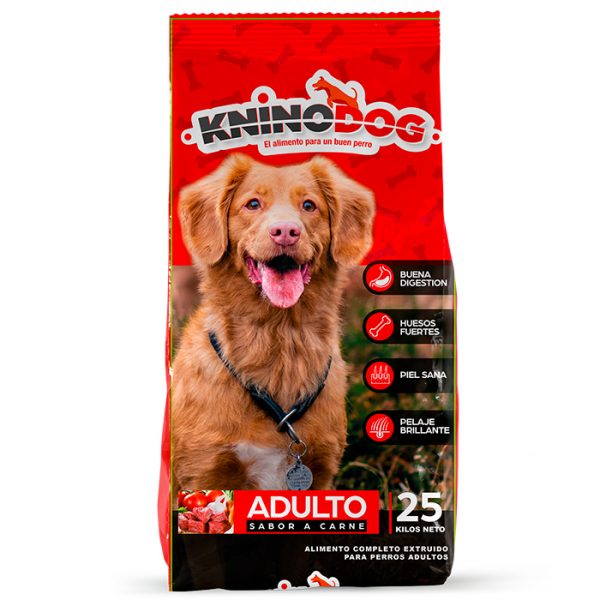 KNINODOG
El alimento para un buen perro
BUENA
DIGESTION
HUESOS
FUERTES
PIEL SANA
PELAJE
BRILLANTE
ADULTO
SABOR A CARNE
25
KILOS NETO
ALIMENTO COMPLETO EXTRUIDO
PARA PERROS ADULTOS
KNINODOG